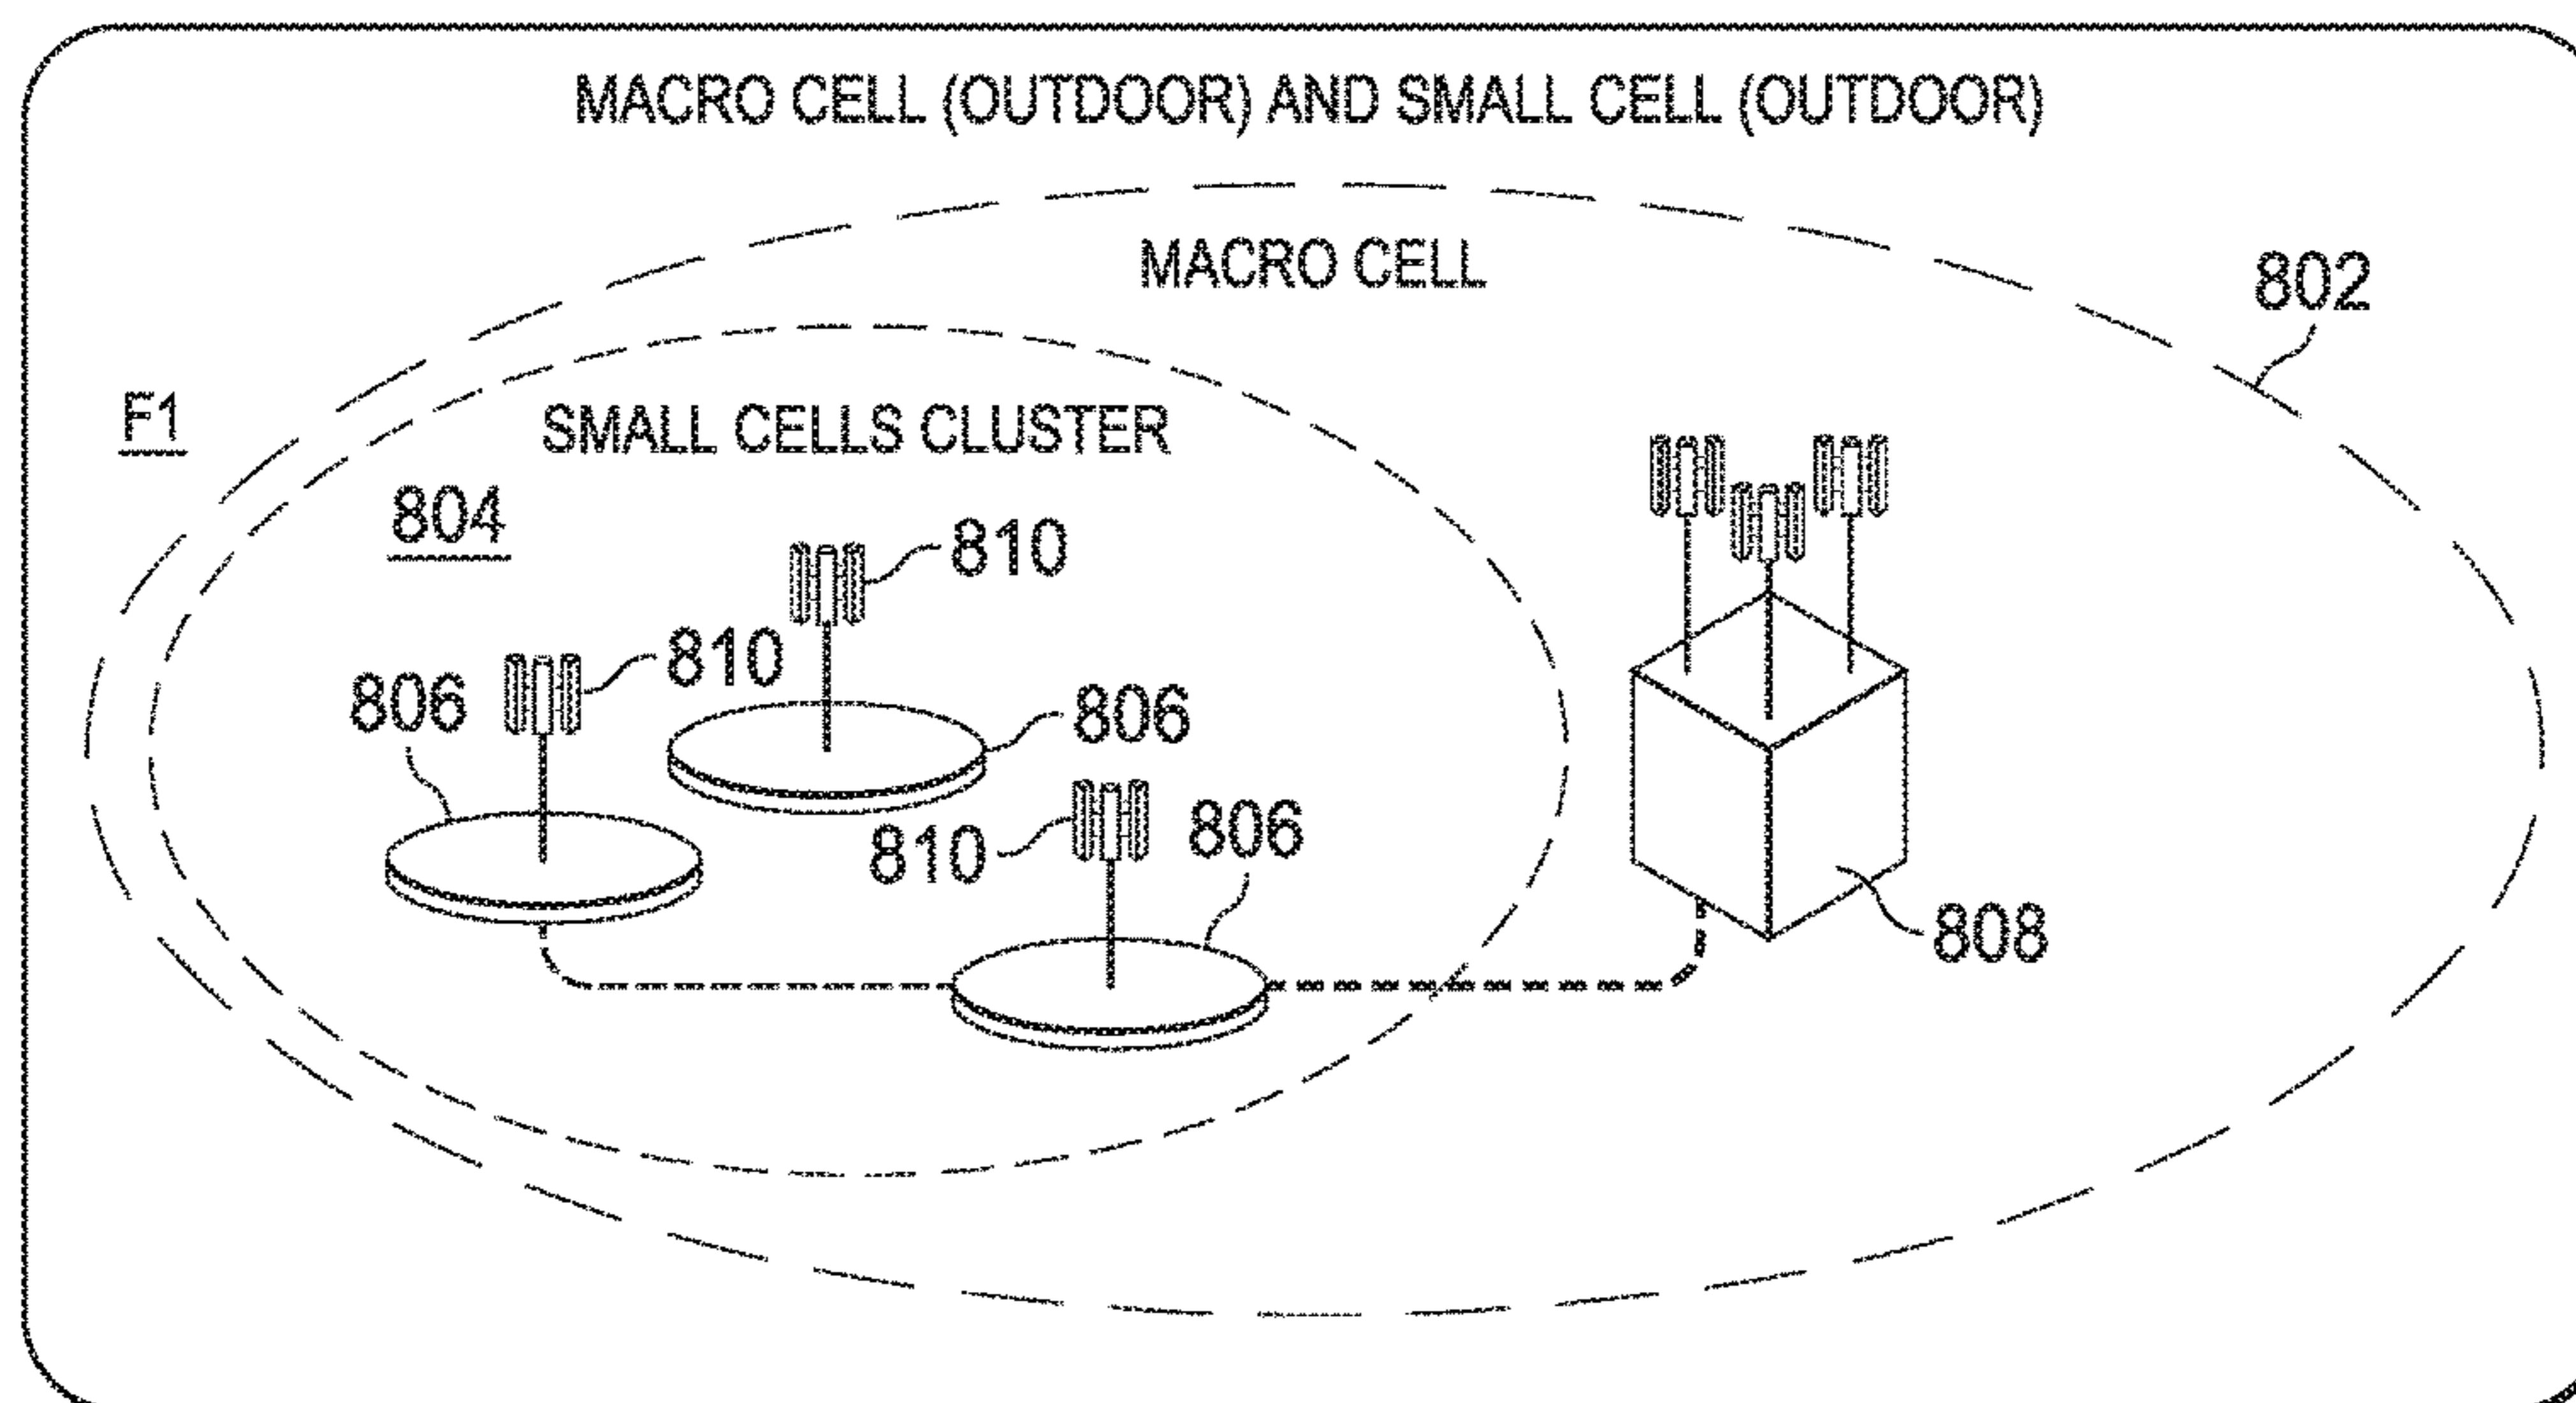 MACRO CELL (OUTDOOR) AND SMALL CELL (OUTDOOR)
MACRO CELL
802
F1
SMALL CELLS CLUSTER
804
810
810
806
806
810
806
808